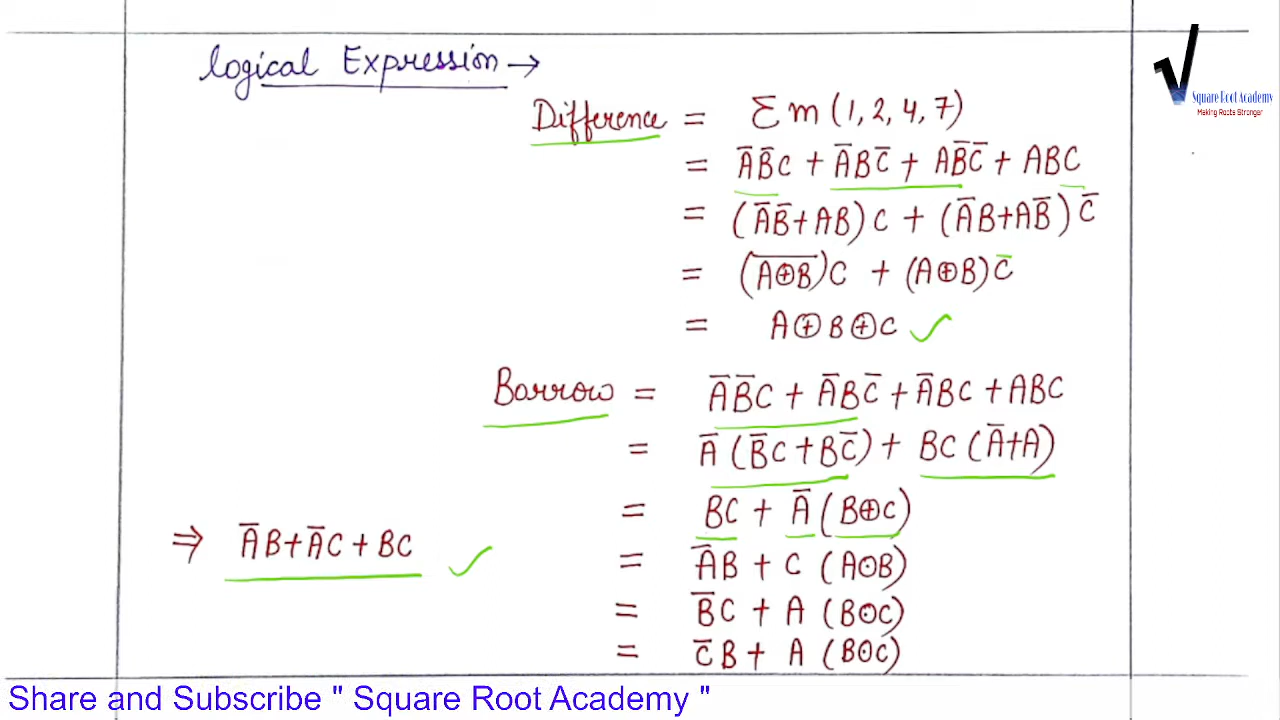 logical Expression →
√
Square Root Academy
Making Roots Stronger
Difference = Σm(1,2,4,7)
= A̅B̅C + A̅BC̅ + AB̅C̅ + ABC
= (A̅B̅+AB)C + (A̅B+AB̅)C̅
= (A̅⊕̅B̅)C + (A⊕B)C̅
= A⊕B⊕C ✓
Borrow = A̅B̅C + A̅BC̅ + A̅BC + ABC
= A̅(B̅C+BC̅) + BC(A̅+A)
= BC + A̅(B⊕C)
⇒ A̅B+A̅C+BC ✓
= A̅B + C(A⊙B)
= B̅C + A(B⊙C)
= C̅B + A(B⊙C)
Share and Subscribe " Square Root Academy "